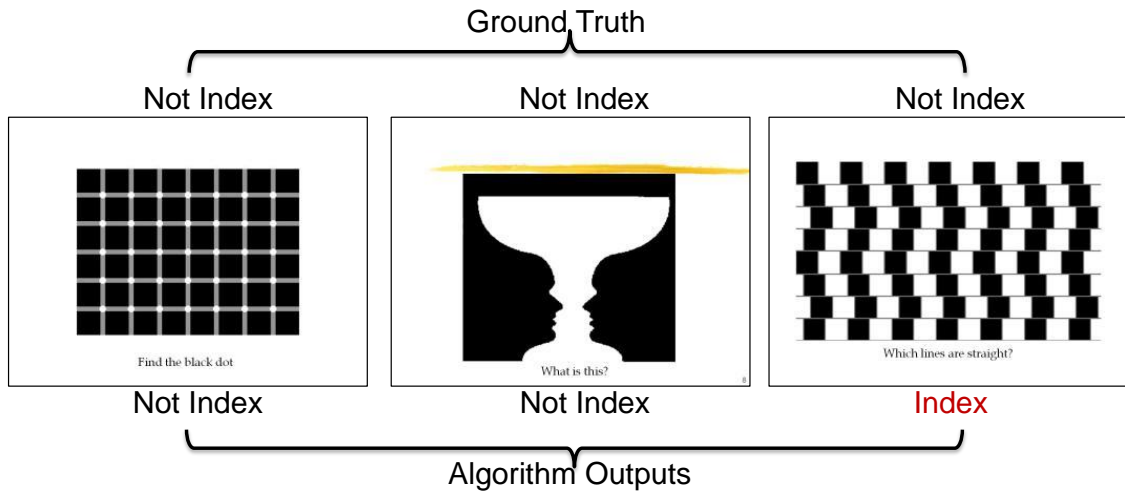 Ground Truth
Not Index
Not Index
Not Index
Find the black dot
What is this?
8
Which lines are straight?
Not Index
Not Index
Index
Algorithm Outputs